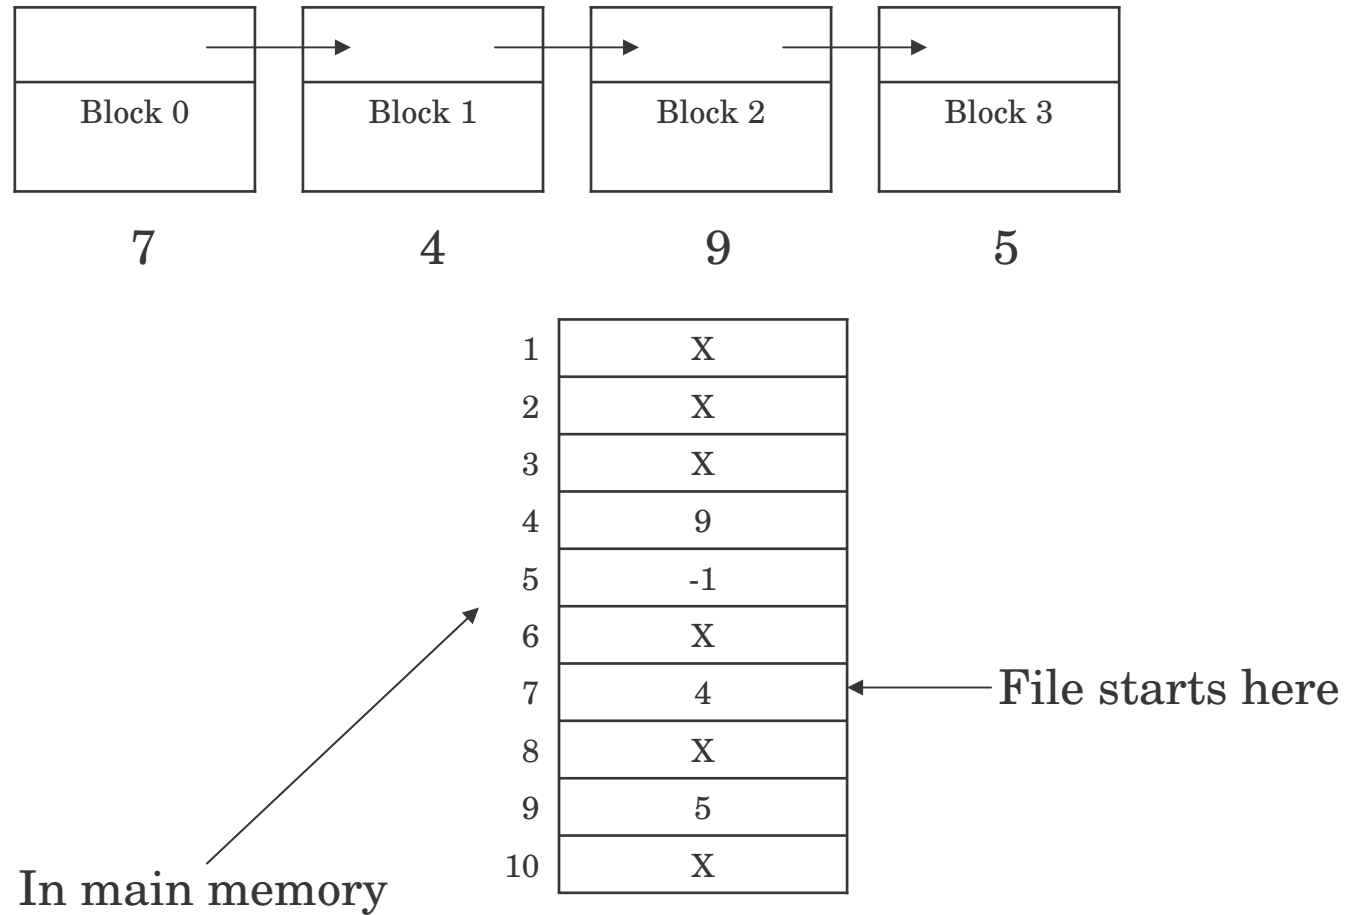 Block 0 Block 1 Block 2 Block 3
7 4 9 5
1 X
2 X
3 X
4 9
5 -1
6 X
7 4 File starts here
8 X
9 5
10 X
In main memory